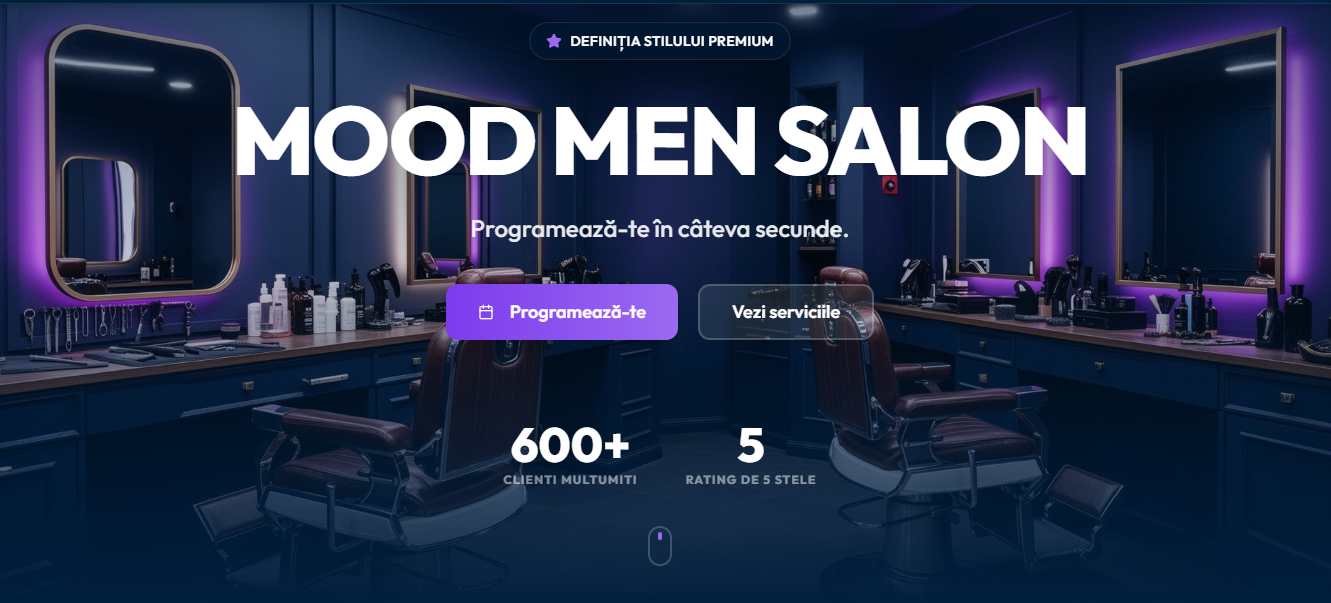 DEFINIȚIA STILULUI PREMIUM
MOOD MEN SALON
Programează-te în câteva secunde.
Programează-te
Vezi serviciile
600+
CLIENTI MULTUMITI
5
RATING DE 5 STELE